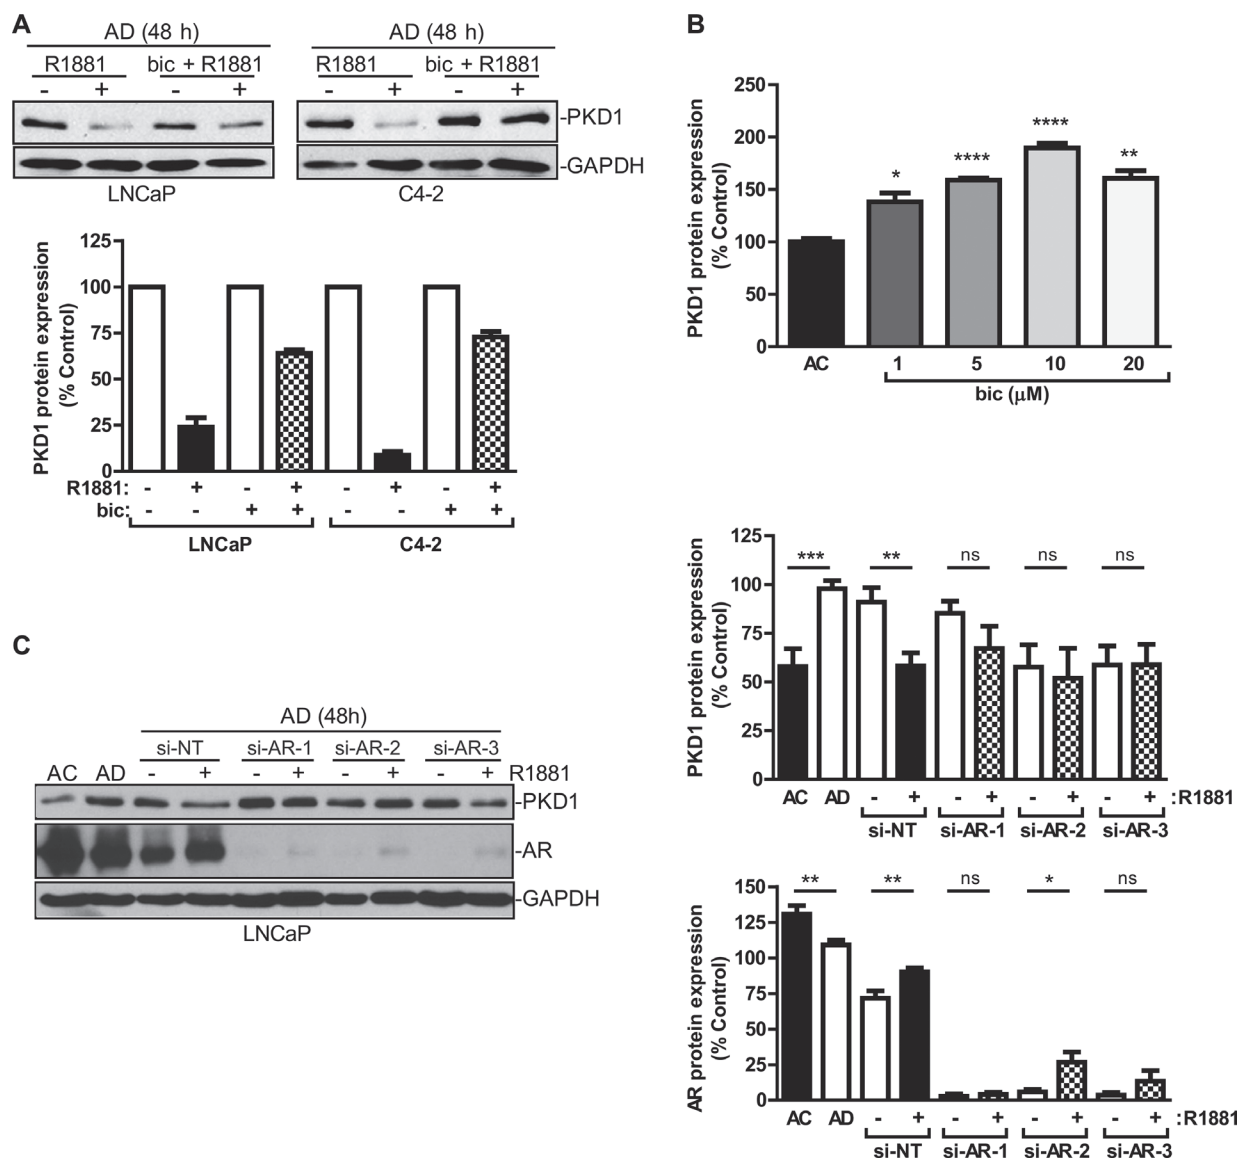 A
AD (48 h)
R1881
bic + R1881
- + - +
AD (48 h)
R1881
bic + R1881
- + - +
-PKD1
-GAPDH
LNCaP
C4-2
PKD1 protein expression
(% Control)
125
100
75
50
25
0
R1881: - + - + - + - +
bic: - - + + - - + +
LNCaP
C4-2
B
PKD1 protein expression
(% Control)
250
200
150
100
50
0
*
****
****
**
AC 1 5 10 20
bic (μM)
C
AD (48h)
si-NT si-AR-1 si-AR-2 si-AR-3
AC AD - + - + - + - + R1881
-PKD1
-AR
-GAPDH
LNCaP
PKD1 protein expression
(% Control)
125
100
75
50
25
0
*** ** ns ns ns
AC AD - + - + - + - + :R1881
si-NT si-AR-1 si-AR-2 si-AR-3
AR protein expression
(% Control)
150
125
100
75
50
25
0
** ** ns * ns
AC AD - + - + - + - + :R1881
si-NT si-AR-1 si-AR-2 si-AR-3